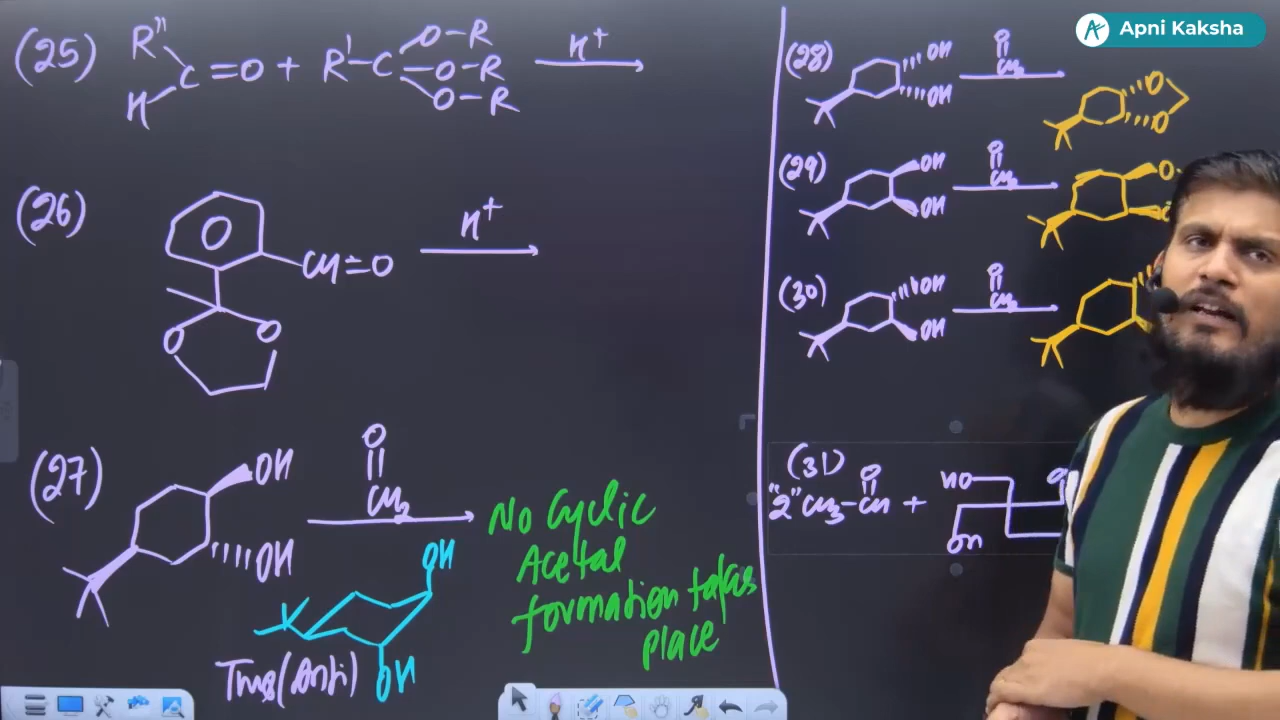 Apni Kaksha
(25) R" H C=O + R'-C O-R O-R O-R H+
(26) O CH=O H+
O O
(27) OH OH O CH2
No Cyclic
Acetal
formation takes
place
OH
OH
Trans (Anti)
(28) OH OH O CH2 O O
(29) OH OH O CH2 O
(30) OH OH O CH2
(31)
"2" CH3-CH O + HO OH